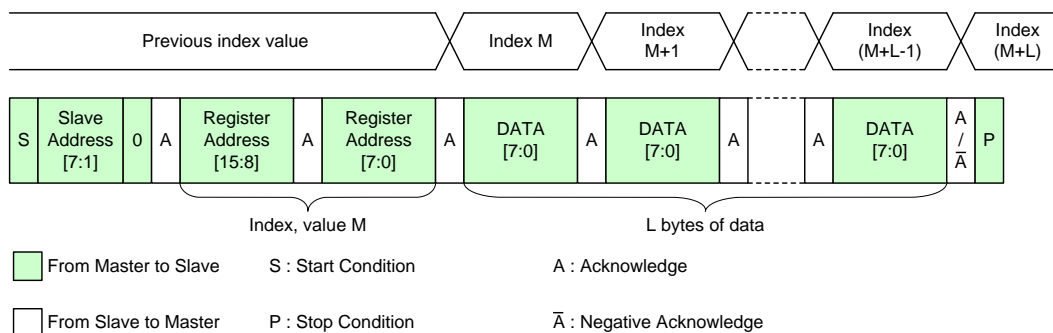 Previous index value
Index M
Index
M+1
Index
(M+L-1)
Index
(M+L)
S
Slave
Address
[7:1]
0
A
Register
Address
[15:8]
A
Register
Address
[7:0]
A
DATA
[7:0]
A
DATA
[7:0]
A
A
DATA
[7:0]
A
/
A̅
P
Index, value M
L bytes of data
From Master to Slave
S : Start Condition
A : Acknowledge
From Slave to Master
P : Stop Condition
A̅ : Negative Acknowledge